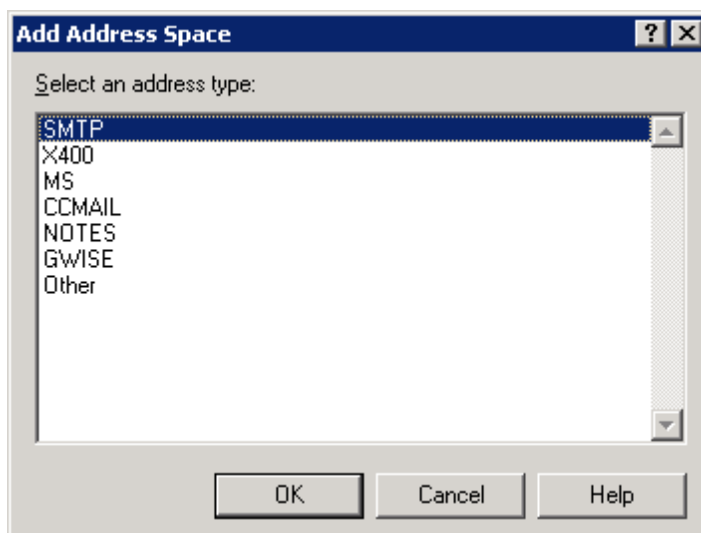 Add Address Space
Select an address type:
SMTP
X400
MS
CCMAIL
NOTES
GWISE
Other
OK Cancel Help